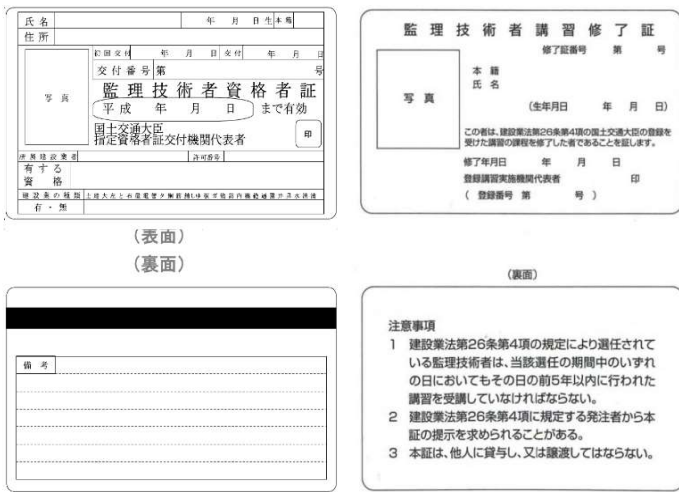 氏名 年 月 日生 本籍
住所
初回交付 年 月 日 交付 年 月 日
交付番号 第 号
写真
監理技術者資格者証
平成 年 月 日 まで有効
国土交通大臣
指定資格者証交付機関代表者
印
所属建設業者 許可番号
有する
資格
建設業の種類
有・無
(表面)
(裏面)
備考
監理技術者講習修了証
修了証番号 第 号
写真
本籍
氏名
(生年月日 年 月 日)
この者は、建設業法第26条第4項の国土交通大臣の登録を
受けた講習の課程を修了した者であることを証します。
修了年月日 年 月 日
登録講習実施機関代表者 印
( 登録番号 第 号 )
(裏面)
注意事項
1 建設業法第26条第4項の規定により選任されて
いる監理技術者は、当該選任の期間中のいずれ
の日においてもその日の前5年以内に行われた
講習を受講していなければならない。
2 建設業法第26条第4項に規定する発注者から本
証の提示を求められることがある。
3 本証は、他人に貸与し、又は譲渡してはならない。